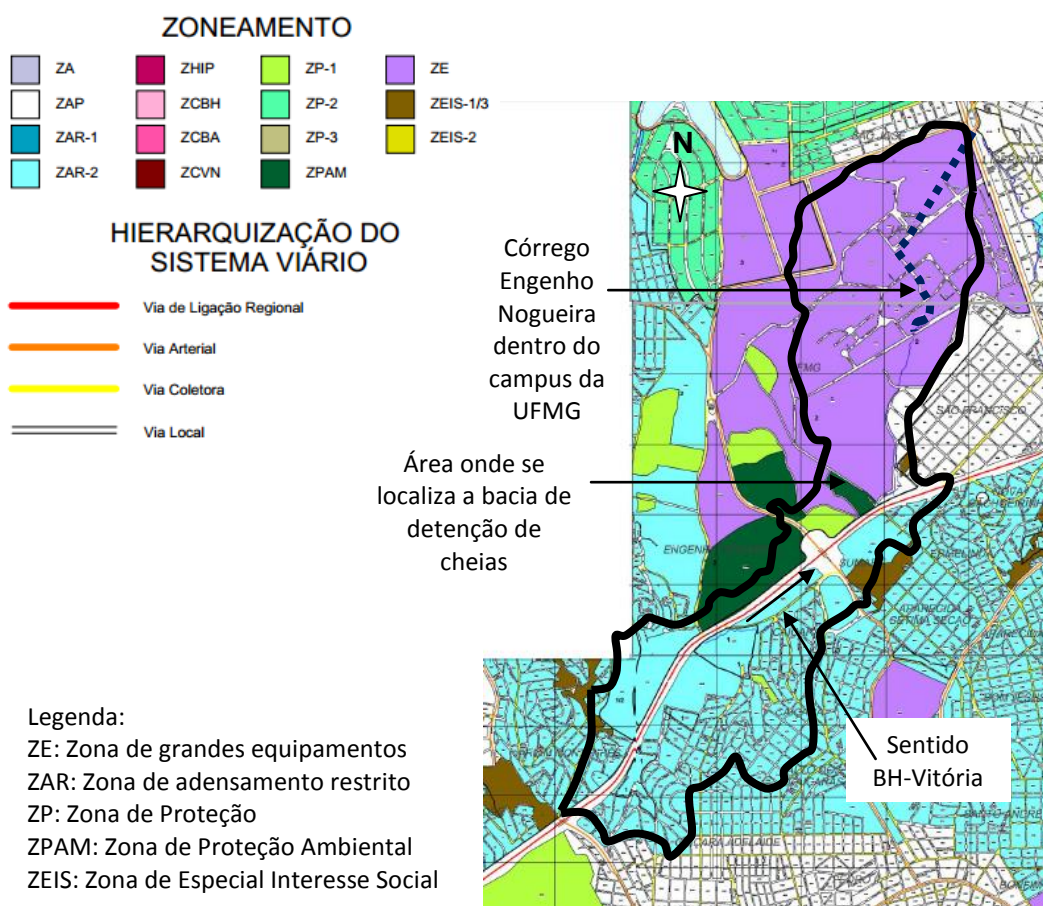 ZONEAMENTO
ZA
ZHIP
ZP-1
ZE
ZAP
ZCBH
ZP-2
ZEIS-1/3
ZAR-1
ZCBA
ZP-3
ZEIS-2
ZAR-2
ZCVN
ZPAM
HIERARQUIZAÇÃO DO
SISTEMA VIÁRIO
Via de Ligação Regional
Via Arterial
Via Coletora
Via Local
N
Córrego
Engenho
Nogueira
dentro do
campus da
UFMG
Área onde se
localiza a bacia de
detenção de
cheias
SÃO FRANCISCO
Sentido
BH-Vitória
Legenda:
ZE: Zona de grandes equipamentos
ZAR: Zona de adensamento restrito
ZP: Zona de Proteção
ZPAM: Zona de Proteção Ambiental
ZEIS: Zona de Especial Interesse Social